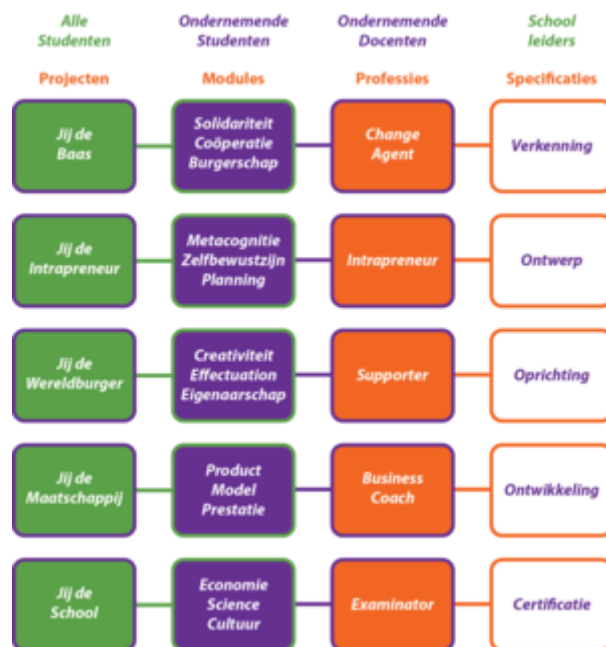 Alle
Studenten
Ondernemende
Studenten
Ondernemende
Docenten
School
leiders
Projecten
Modules
Professies
Specificaties
Jij de
Baas
Solidariteit
Coöperatie
Burgerschap
Change
Agent
Verkenning
Jij de
Intrapreneur
Metacognitie
Zelfbewustzijn
Planning
Intrapreneur
Ontwerp
Jij de
Wereldburger
Creativiteit
Effectuation
Eigenaarschap
Supporter
Oprichting
Jij de
Maatschappij
Product
Model
Prestatie
Business
Coach
Ontwikkeling
Jij de
School
Economie
Science
Cultuur
Examinator
Certificatie